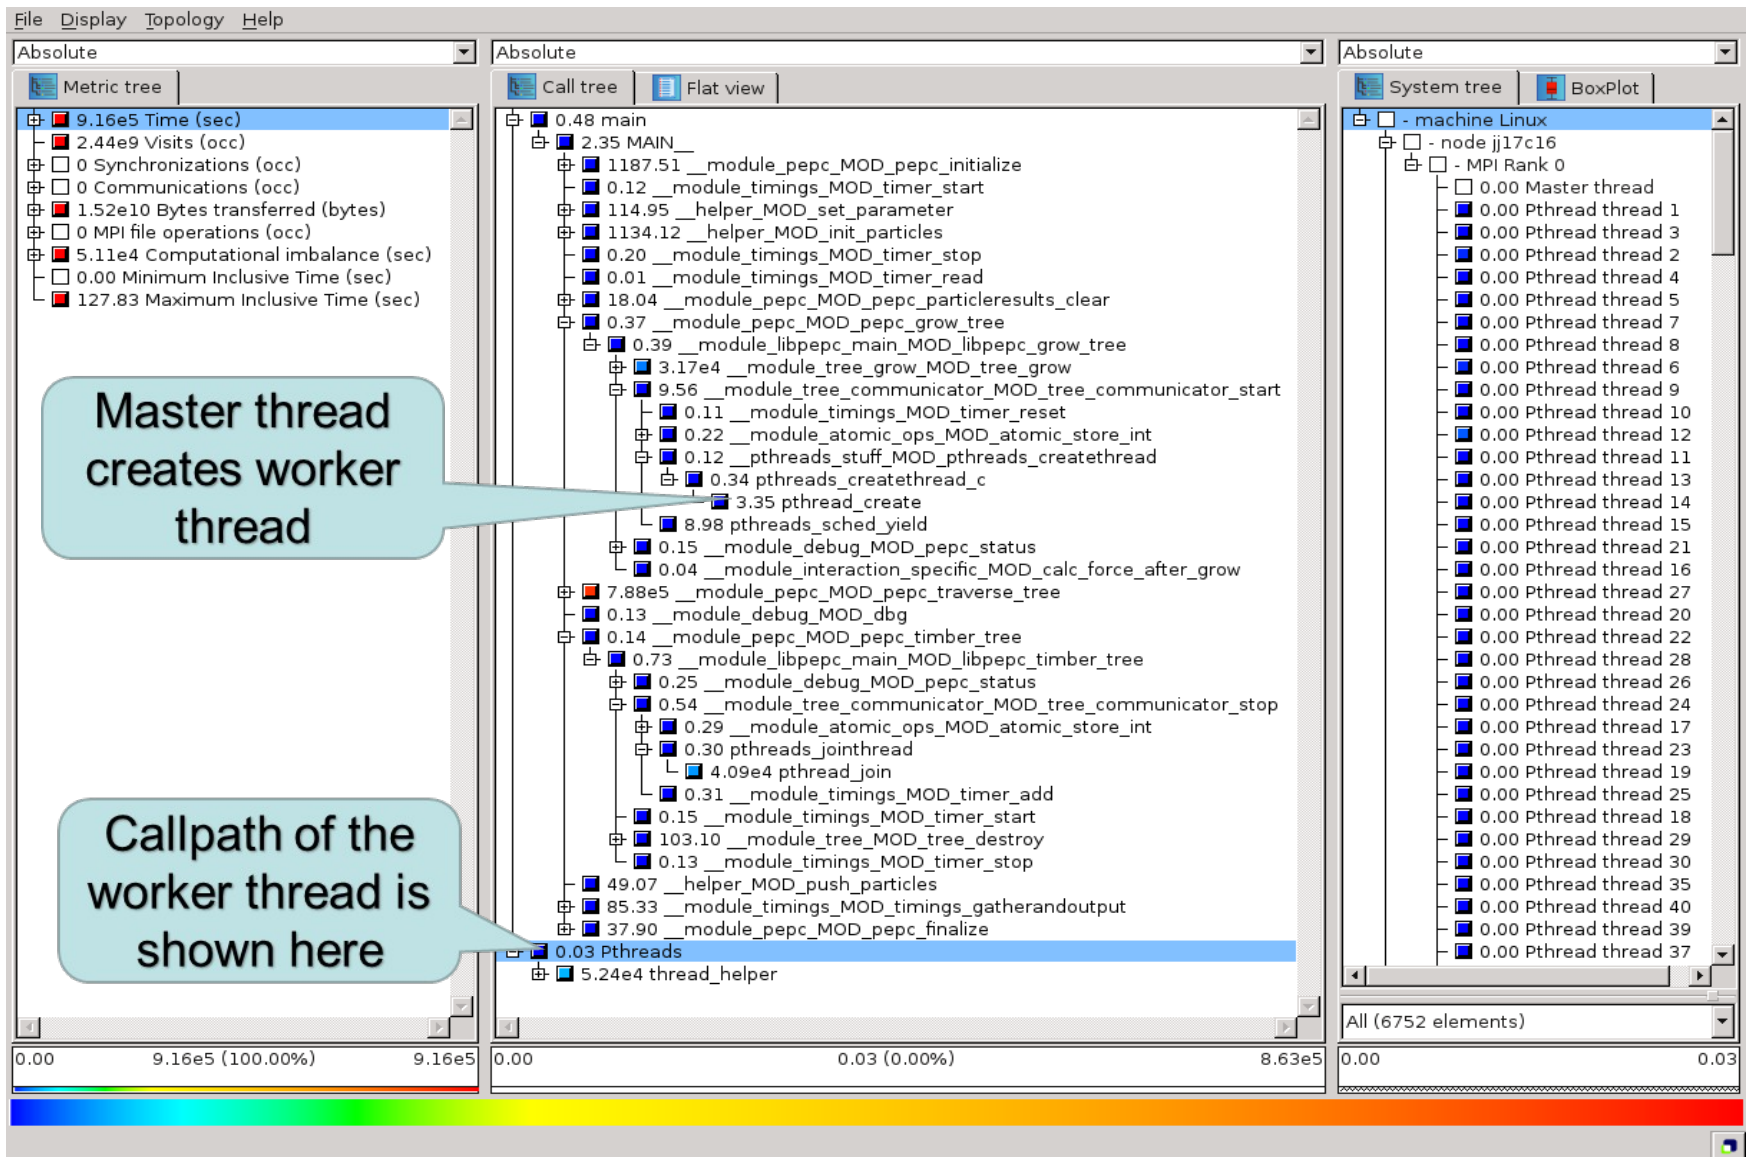 File Display Topology Help
Absolute
Metric tree
9.16e5 Time (sec)
2.44e9 Visits (occ)
0 Synchronizations (occ)
0 Communications (occ)
1.52e10 Bytes transferred (bytes)
0 MPI file operations (occ)
5.11e4 Computational imbalance (sec)
0.00 Minimum Inclusive Time (sec)
127.83 Maximum Inclusive Time (sec)
Master thread
creates worker
thread
Callpath of the
worker thread is
shown here
0.00 9.16e5 (100.00%) 9.16e5
Absolute
Call tree Flat view
0.48 main
2.35 MAIN__
1187.51 __module_pepc_MOD_pepc_initialize
0.12 __module_timings_MOD_timer_start
114.95 __helper_MOD_set_parameter
1134.12 __helper_MOD_init_particles
0.20 __module_timings_MOD_timer_stop
0.01 __module_timings_MOD_timer_read
18.04 __module_pepc_MOD_pepc_particleresults_clear
0.37 __module_pepc_MOD_pepc_grow_tree
0.39 __module_libpepc_main_MOD_libpepc_grow_tree
3.17e4 __module_tree_grow_MOD_tree_grow
9.56 __module_tree_communicator_MOD_tree_communicator_start
0.11 __module_timings_MOD_timer_reset
0.22 __module_atomic_ops_MOD_atomic_store_int
0.12 __pthreads_stuff_MOD_pthreads_createthread
0.34 pthreads_createthread_c
3.35 pthread_create
8.98 pthreads_sched_yield
0.15 __module_debug_MOD_pepc_status
0.04 __module_interaction_specific_MOD_calc_force_after_grow
7.88e5 __module_pepc_MOD_pepc_traverse_tree
0.13 __module_debug_MOD_dbg
0.14 __module_pepc_MOD_pepc_timber_tree
0.73 __module_libpepc_main_MOD_libpepc_timber_tree
0.25 __module_debug_MOD_pepc_status
0.54 __module_tree_communicator_MOD_tree_communicator_stop
0.29 __module_atomic_ops_MOD_atomic_store_int
0.30 pthreads_jointhread
4.09e4 pthread_join
0.31 __module_timings_MOD_timer_add
0.15 __module_timings_MOD_timer_start
103.10 __module_tree_MOD_tree_destroy
0.13 __module_timings_MOD_timer_stop
49.07 __helper_MOD_push_particles
85.33 __module_timings_MOD_timings_gatherandoutput
37.90 __module_pepc_MOD_pepc_finalize
0.03 Pthreads
5.24e4 thread_helper
0.00 0.03 (0.00%) 8.63e5
Absolute
System tree BoxPlot
- machine Linux
- node jj17c16
- MPI Rank 0
0.00 Master thread
0.00 Pthread thread 1
0.00 Pthread thread 3
0.00 Pthread thread 2
0.00 Pthread thread 4
0.00 Pthread thread 5
0.00 Pthread thread 7
0.00 Pthread thread 8
0.00 Pthread thread 6
0.00 Pthread thread 9
0.00 Pthread thread 10
0.00 Pthread thread 12
0.00 Pthread thread 11
0.00 Pthread thread 13
0.00 Pthread thread 14
0.00 Pthread thread 15
0.00 Pthread thread 21
0.00 Pthread thread 16
0.00 Pthread thread 27
0.00 Pthread thread 20
0.00 Pthread thread 22
0.00 Pthread thread 28
0.00 Pthread thread 26
0.00 Pthread thread 24
0.00 Pthread thread 17
0.00 Pthread thread 23
0.00 Pthread thread 19
0.00 Pthread thread 25
0.00 Pthread thread 18
0.00 Pthread thread 29
0.00 Pthread thread 30
0.00 Pthread thread 35
0.00 Pthread thread 40
0.00 Pthread thread 39
0.00 Pthread thread 37
All (6752 elements)
0.00 0.03